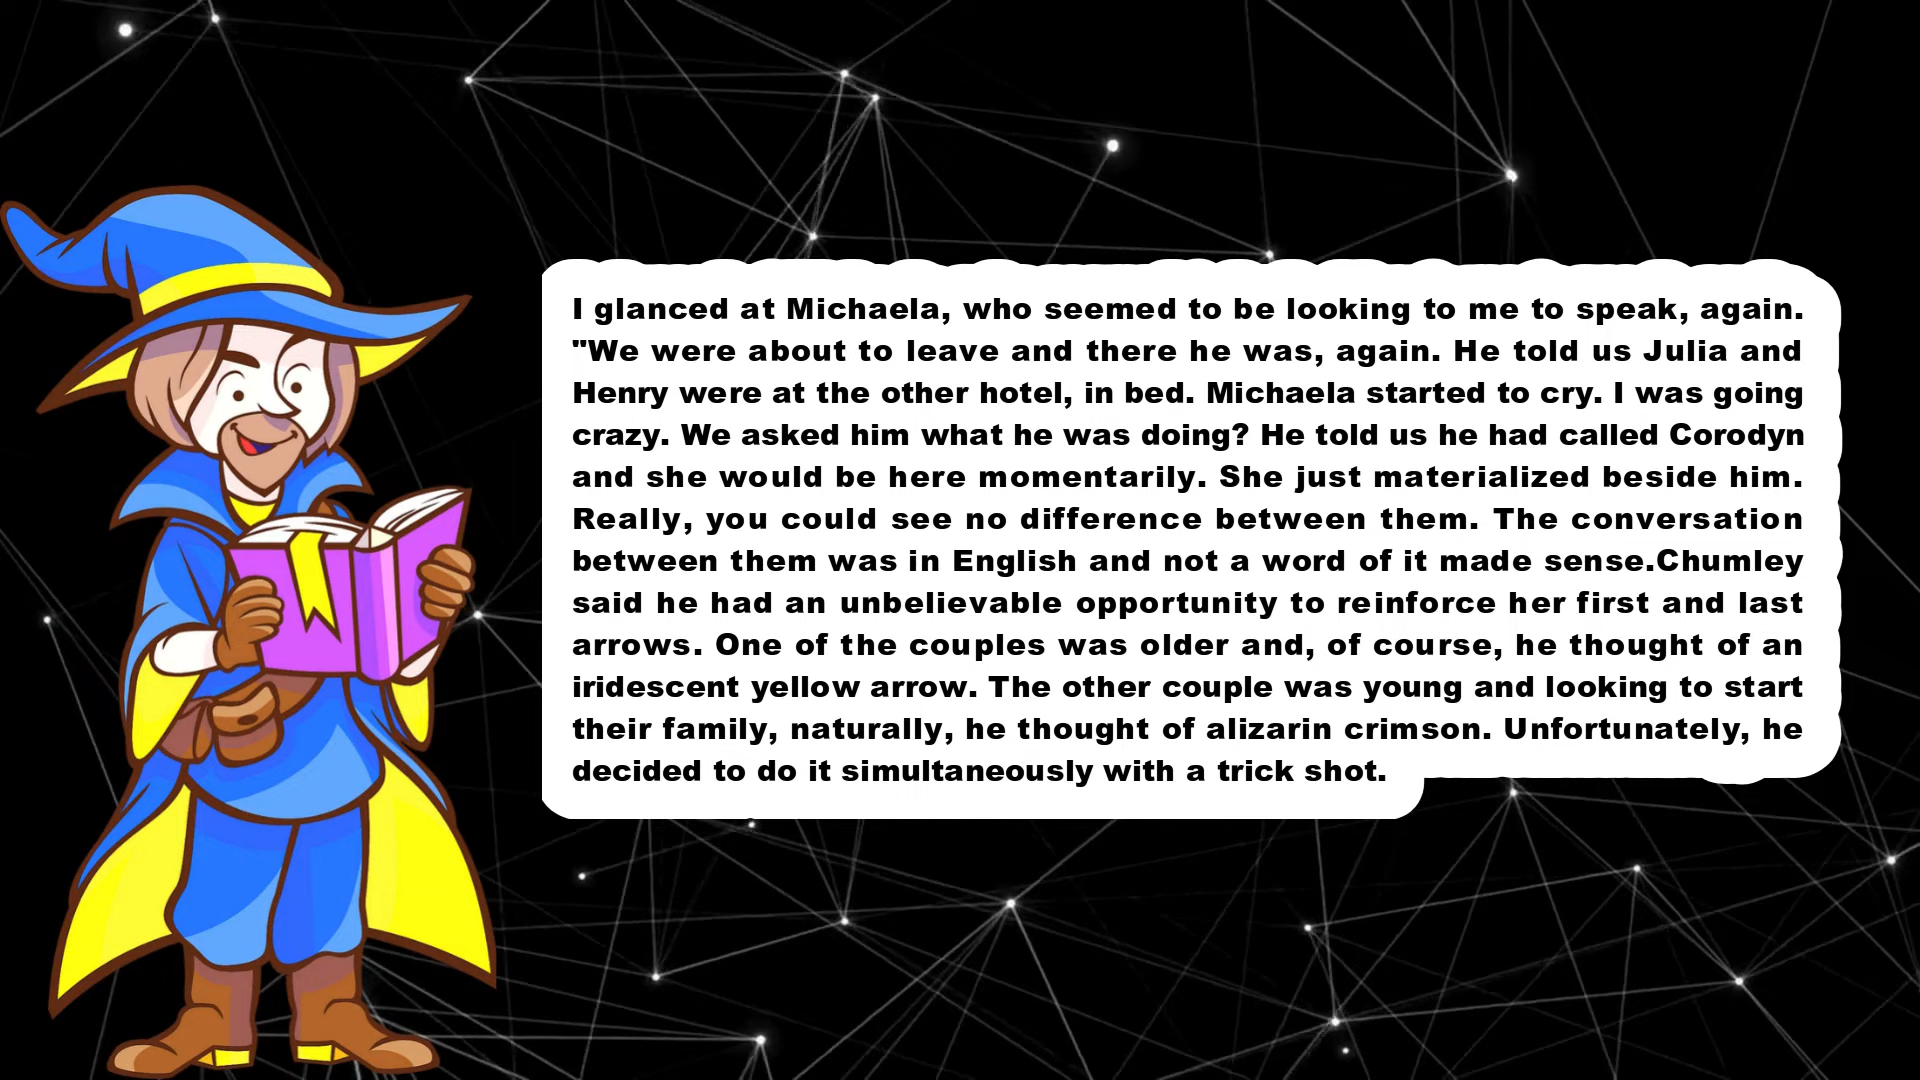 I glanced at Michaela, who seemed to be looking to me to speak, again.
"We were about to leave and there he was, again. He told us Julia and
Henry were at the other hotel, in bed. Michaela started to cry. I was going
crazy. We asked him what he was doing? He told us he had called Corodyn
and she would be here momentarily. She just materialized beside him.
Really, you could see no difference between them. The conversation
between them was in English and not a word of it made sense.Chumley
said he had an unbelievable opportunity to reinforce her first and last
arrows. One of the couples was older and, of course, he thought of an
iridescent yellow arrow. The other couple was young and looking to start
their family, naturally, he thought of alizarin crimson. Unfortunately, he
decided to do it simultaneously with a trick shot.